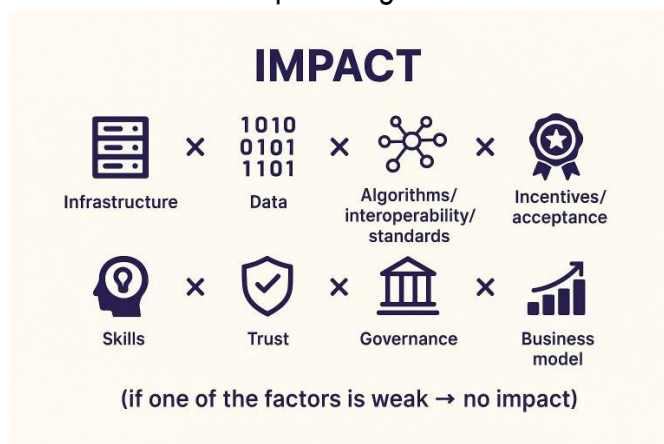 IMPACT
× × ×
1010
0101
1101
Infrastructure
Data
Algorithms/
interoperability/
standards
Incentives/
acceptance
× × ×
Skills
Trust
Governance
Business
model
(if one of the factors is weak → no impact)